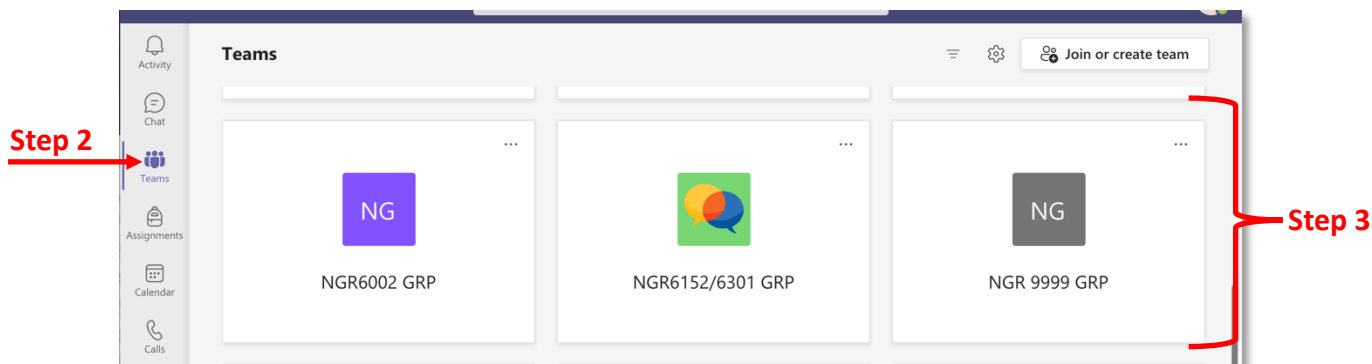 Activity
Teams
Join or create team
Chat
Step 2
...
...
...
Teams
NG
NG
Step 3
Assignments
NGR6002 GRP
NGR6152/6301 GRP
NGR 9999 GRP
Calendar
Calls